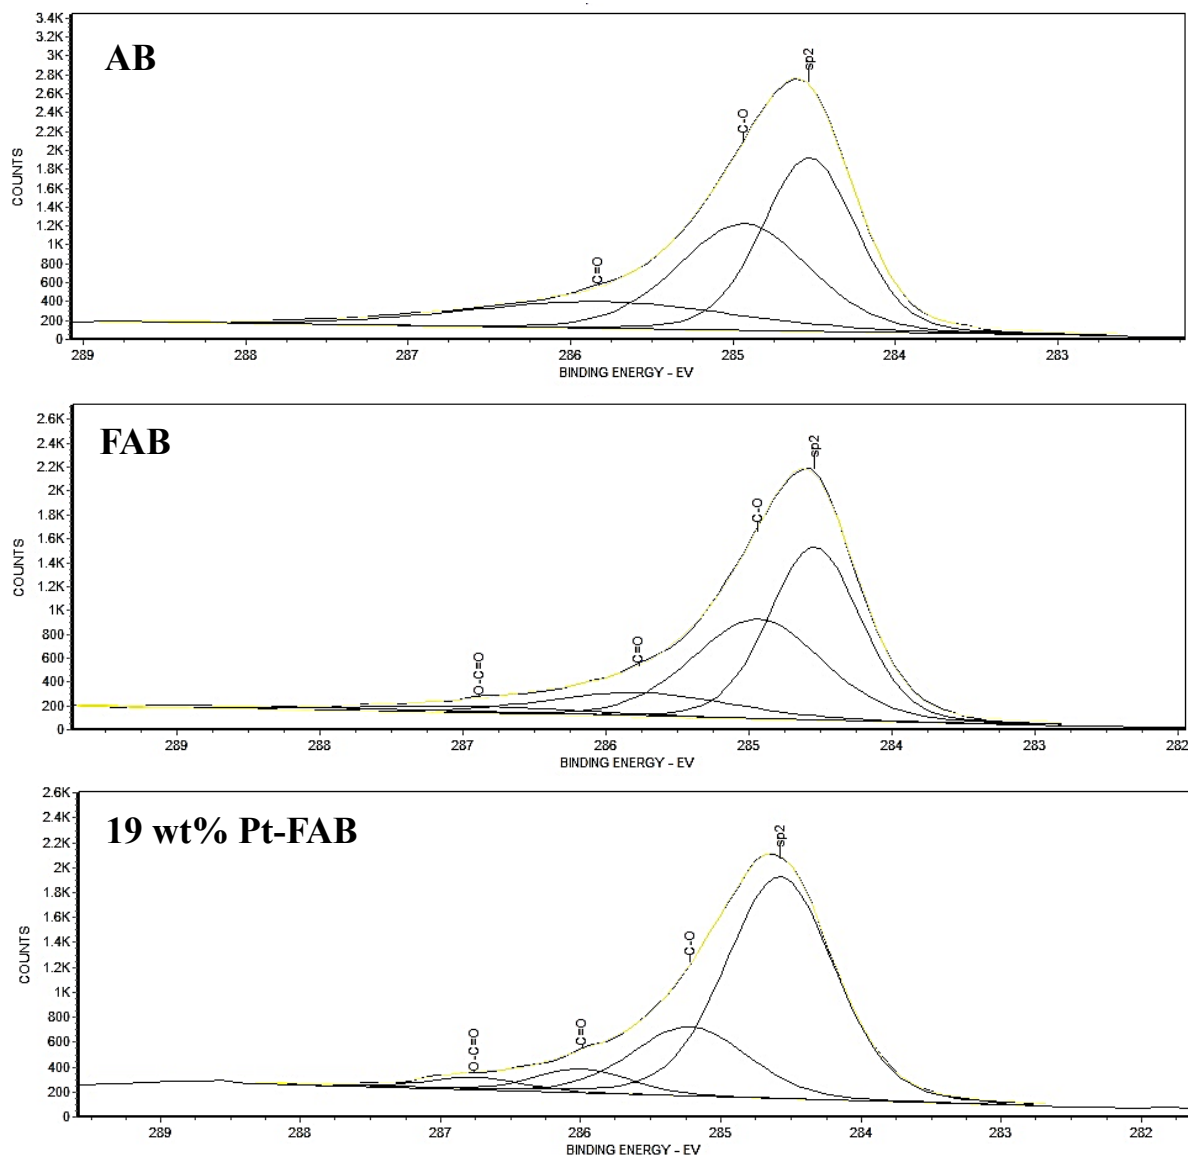 AB
3.4K
3.2K
3K
2.8K
2.6K
2.4K
2.2K
2K
1.8K
1.6K
1.4K
1.2K
1K
800
600
400
200
0
COUNTS
sp2
C-O
C=O
289 288 287 286 285 284 283
BINDING ENERGY - EV
FAB
2.6K
2.4K
2.2K
2K
1.8K
1.6K
1.4K
1.2K
1K
800
600
400
200
0
COUNTS
sp2
C-O
C=O
O-C=O
289 288 287 286 285 284 283 282
BINDING ENERGY - EV
19 wt% Pt-FAB
2.6K
2.4K
2.2K
2K
1.8K
1.6K
1.4K
1.2K
1K
800
600
400
200
0
COUNTS
sp2
C-O
C=O
O-C=O
289 288 287 286 285 284 283 282
BINDING ENERGY - EV